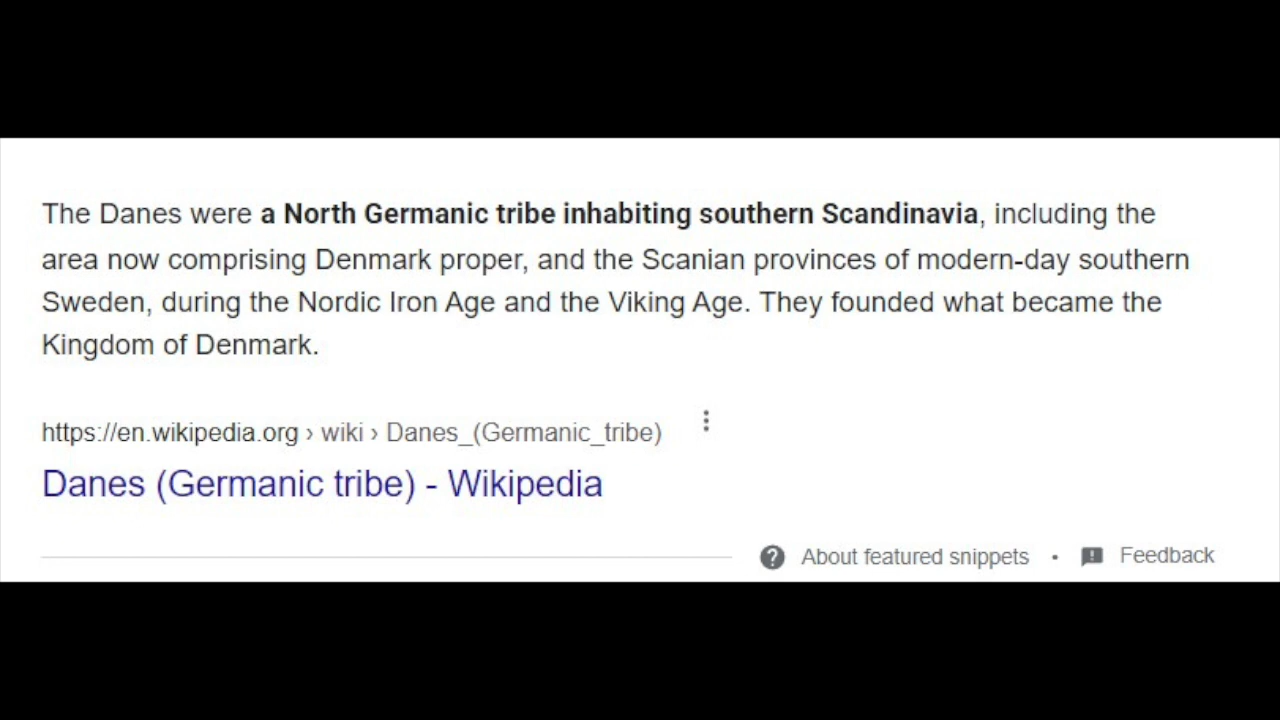 The Danes were a North Germanic tribe inhabiting southern Scandinavia, including the
area now comprising Denmark proper, and the Scanian provinces of modern-day southern
Sweden, during the Nordic Iron Age and the Viking Age. They founded what became the
Kingdom of Denmark.
https://en.wikipedia.org › wiki › Danes_(Germanic_tribe)
Danes (Germanic tribe) - Wikipedia
About featured snippets • Feedback